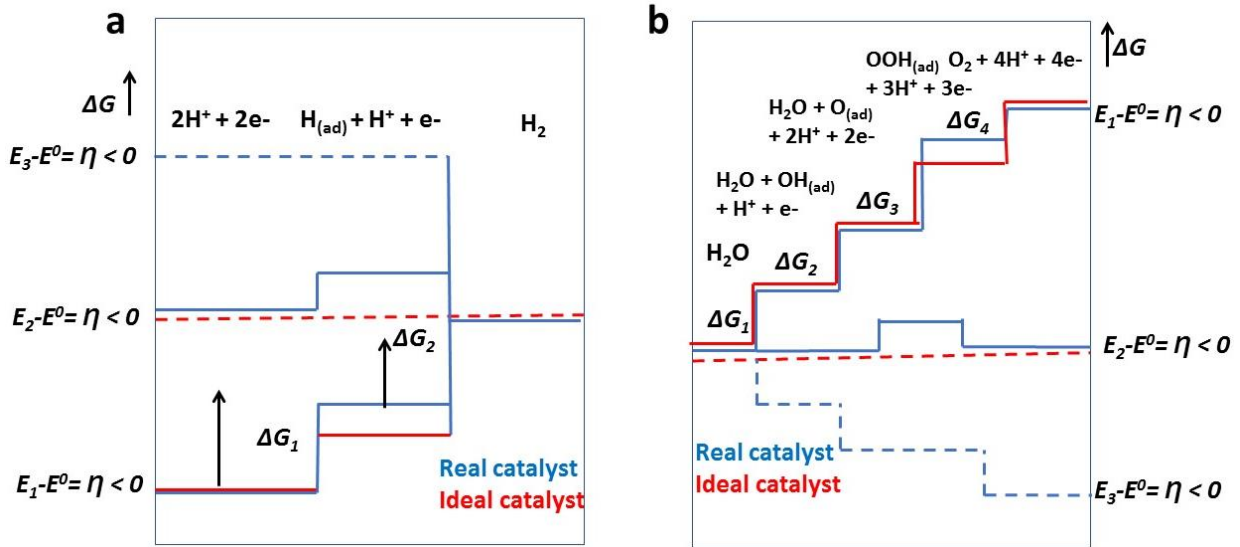 a
ΔG
2H+ + 2e-
H(ad) + H+ + e-
H2
E3-E0= η < 0
E2-E0= η < 0
ΔG2
ΔG1
E1-E0= η < 0
Real catalyst
Ideal catalyst
b
ΔG
OOH(ad) O2 + 4H+ + 4e-
+ 3H+ + 3e-
H2O + O(ad)
+ 2H+ + 2e-
ΔG4
E1-E0= η < 0
H2O + OH(ad)
+ H+ + e-
ΔG3
H2O
ΔG2
ΔG1
E2-E0= η < 0
Real catalyst
Ideal catalyst
E3-E0= η < 0